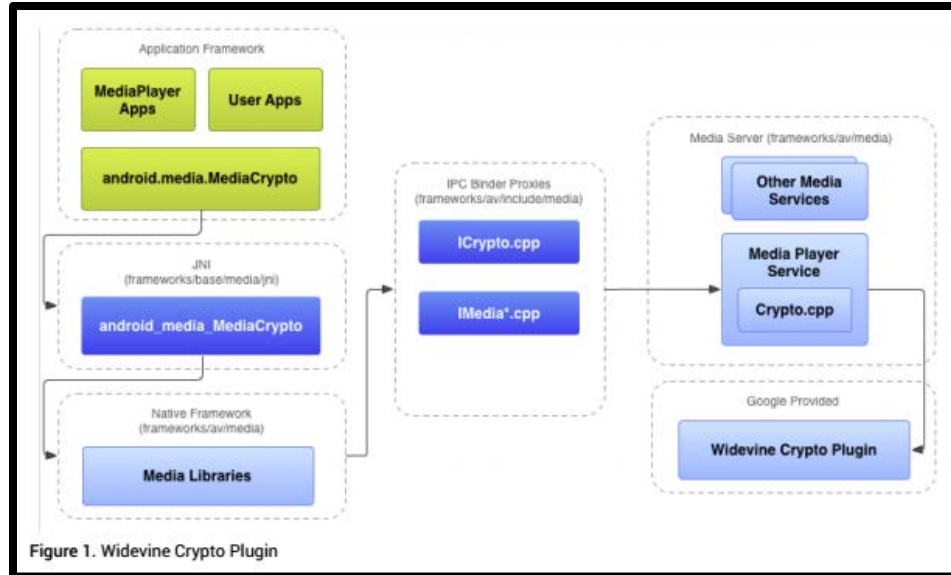 Application Framework
MediaPlayer
Apps
User Apps
android.media.MediaCrypto
JNI
(frameworks/base/media/jni)
android_media_MediaCrypto
Native Framework
(frameworks/av/media)
Media Libraries
IPC Binder Proxies
(frameworks/av/include/media)
ICrypto.cpp
IMedia*.cpp
Media Server (frameworks/av/media)
Other Media
Services
Media Player
Service
Crypto.cpp
Google Provided
Widevine Crypto Plugin
Figure 1. Widevine Crypto Plugin